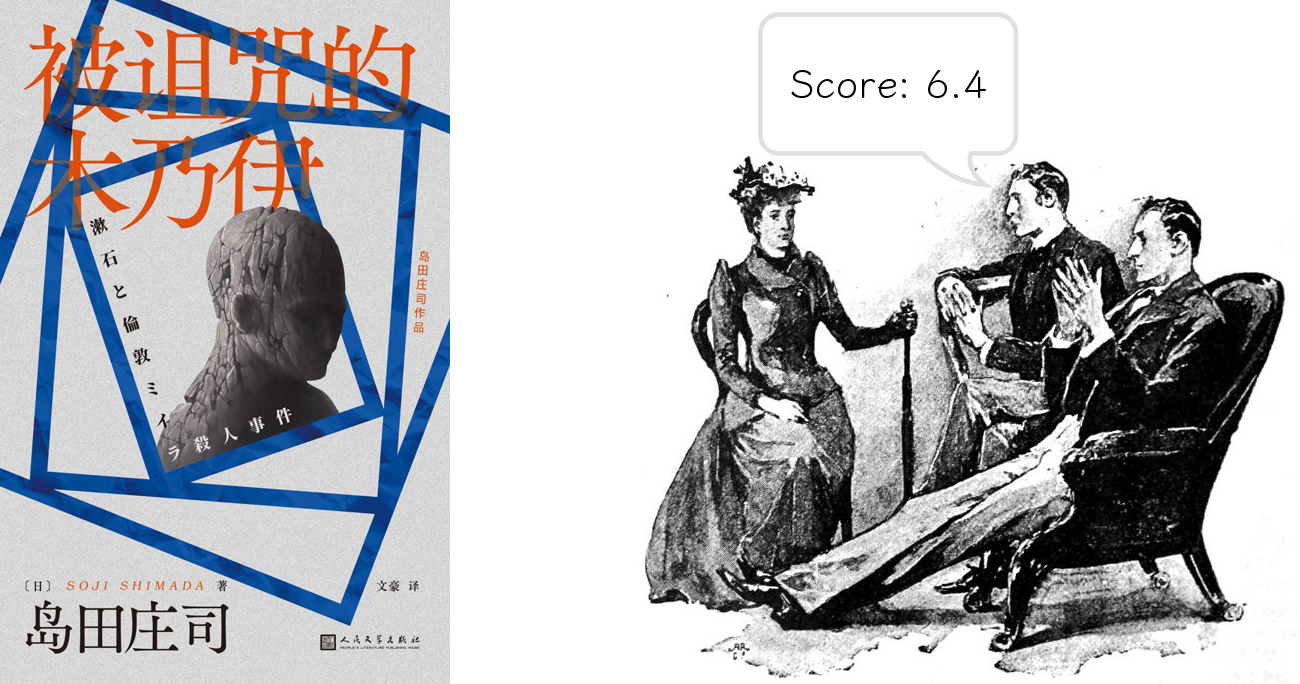 被诅咒的
木乃伊
漱石と倫敦ミイ
ラ殺人事件
岛田庄司作品
〔日〕 SOJI SHIMADA 著
岛田庄司
文豪 译
人民文学出版社
PEOPLE'S LITERATURE PUBLISHING HOUSE
Score: 6.4